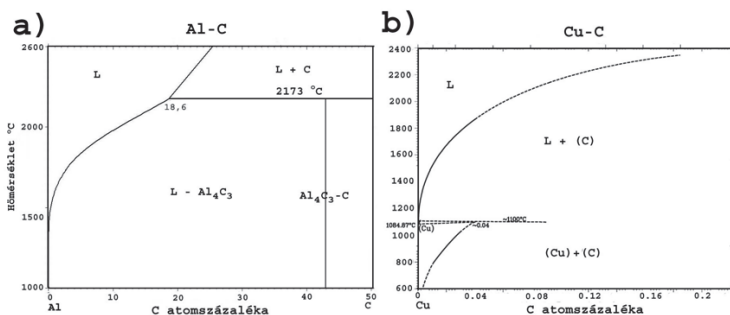 a)
Al-C
Hőmérséklet °C
2600
2000
1500
1000
L
L + C
2173 °C
18,6
L - Al₄C₃
Al₄C₃-C
0
10
20
30
40
50
Al
C atomszázaléka
C
b)
Cu-C
2400
2200
2000
1800
1600
1400
1200
1000
800
600
L
L + (C)
~1100°C
1084.87°C
(Cu)
~0.04
(Cu)+(C)
0
0.04
0.08
0.12
0.16
0.2
Cu
C atomszázaléka